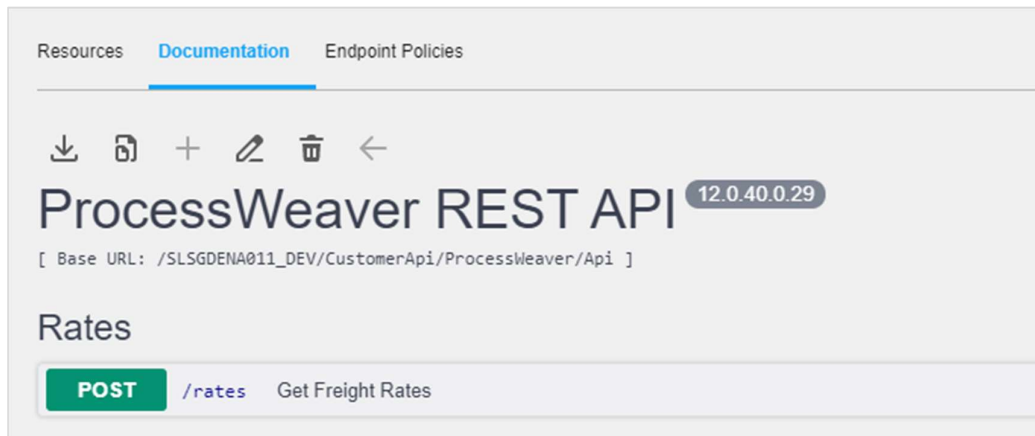 Resources Documentation Endpoint Policies
ProcessWeaver REST API 12.0.40.0.29
[ Base URL: /SLSGDENA011_DEV/CustomerApi/ProcessWeaver/Api ]
Rates
POST /rates Get Freight Rates